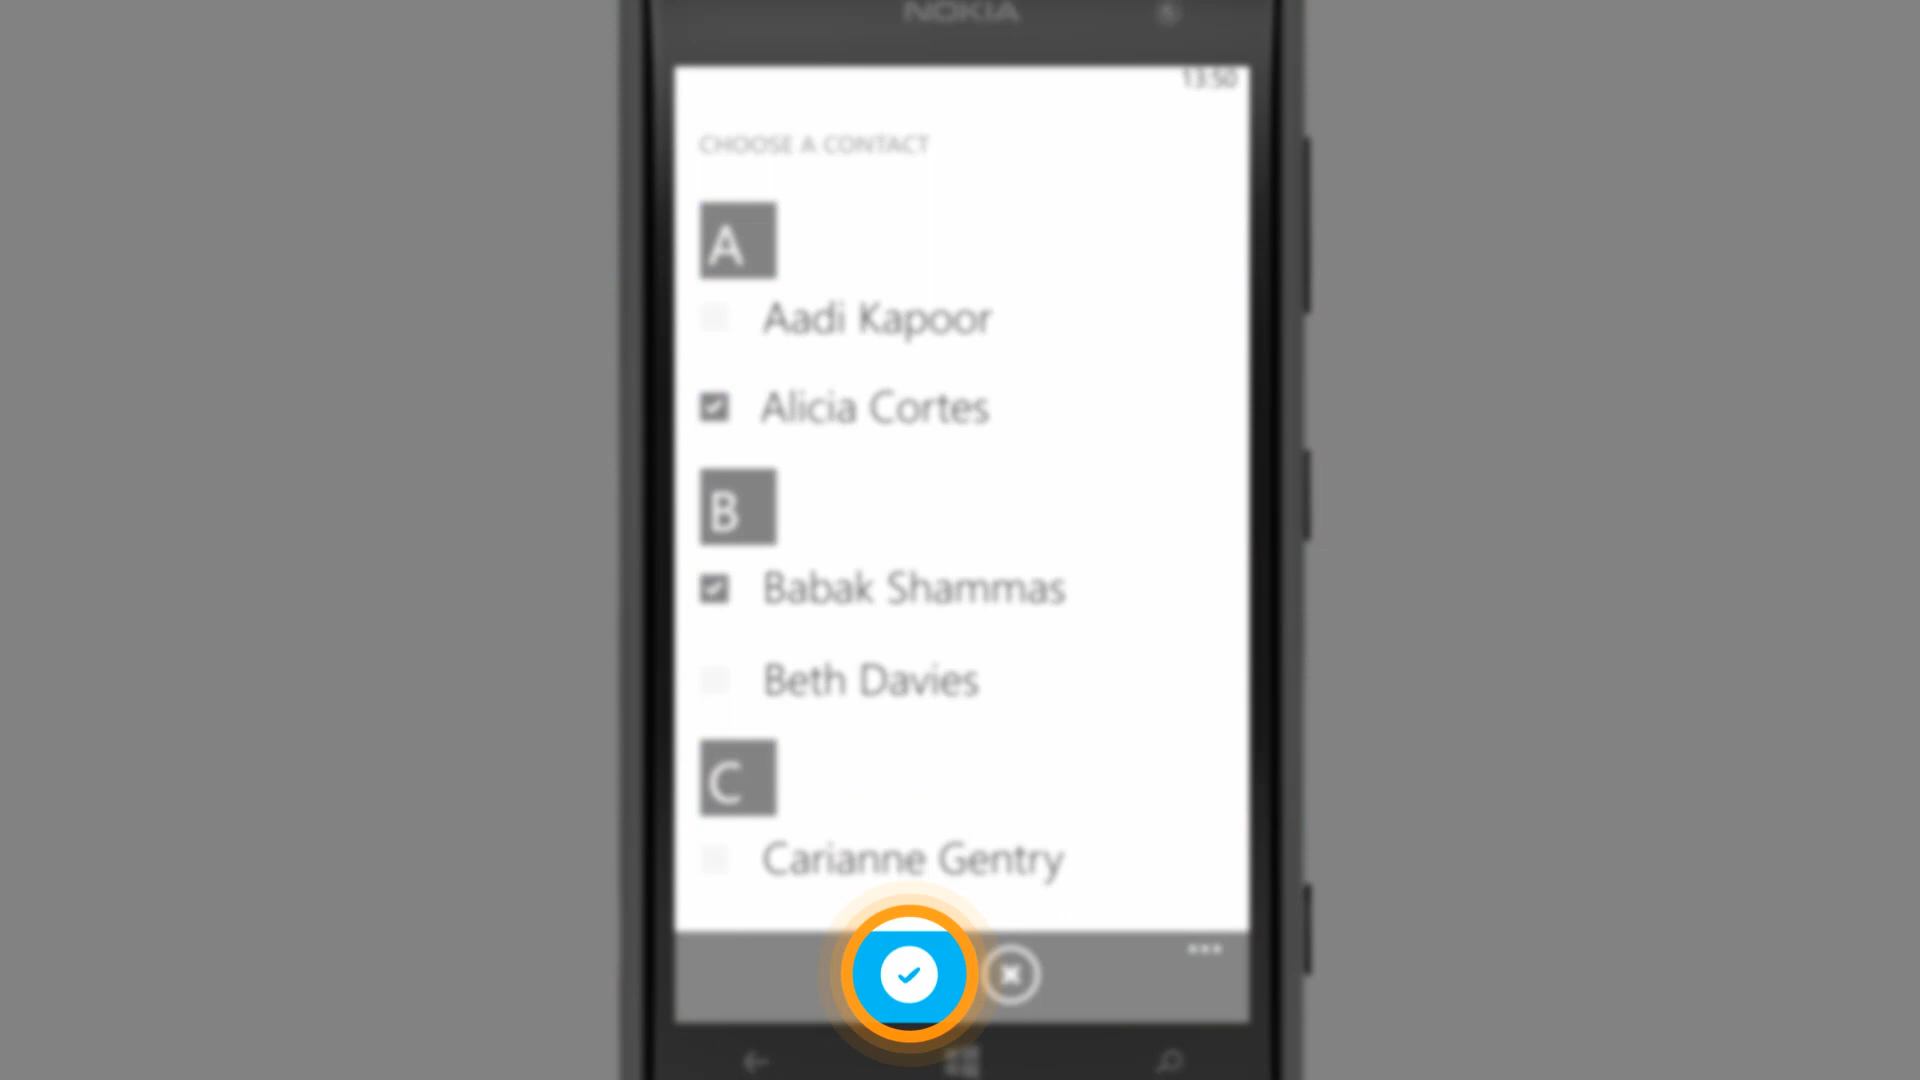 NOKIA
13:50
CHOOSE A CONTACT
A
Aadi Kapoor
Alicia Cortes
B
Babak Shammas
Beth Davies
C
Carianne Gentry